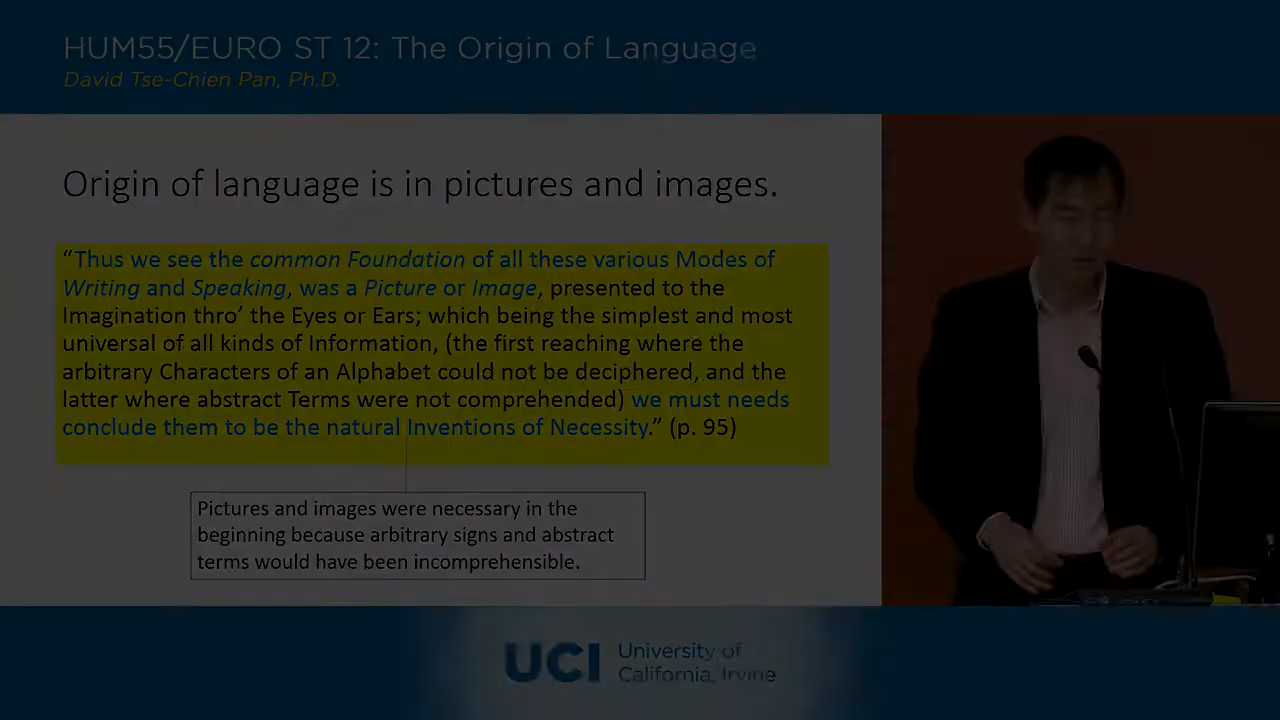 HUM55/EURO ST 12: The Origin of Language
David Tse-Chien Pan, Ph.D.
Origin of language is in pictures and images.
“Thus we see the common Foundation of all these various Modes of
Writing and Speaking, was a Picture or Image, presented to the
Imagination thro’ the Eyes or Ears; which being the simplest and most
universal of all kinds of Information, (the first reaching where the
arbitrary Characters of an Alphabet could not be deciphered, and the
latter where abstract Terms were not comprehended) we must needs
conclude them to be the natural Inventions of Necessity.” (p. 95)
Pictures and images were necessary in the
beginning because arbitrary signs and abstract
terms would have been incomprehensible.
UCI University of
California, Irvine